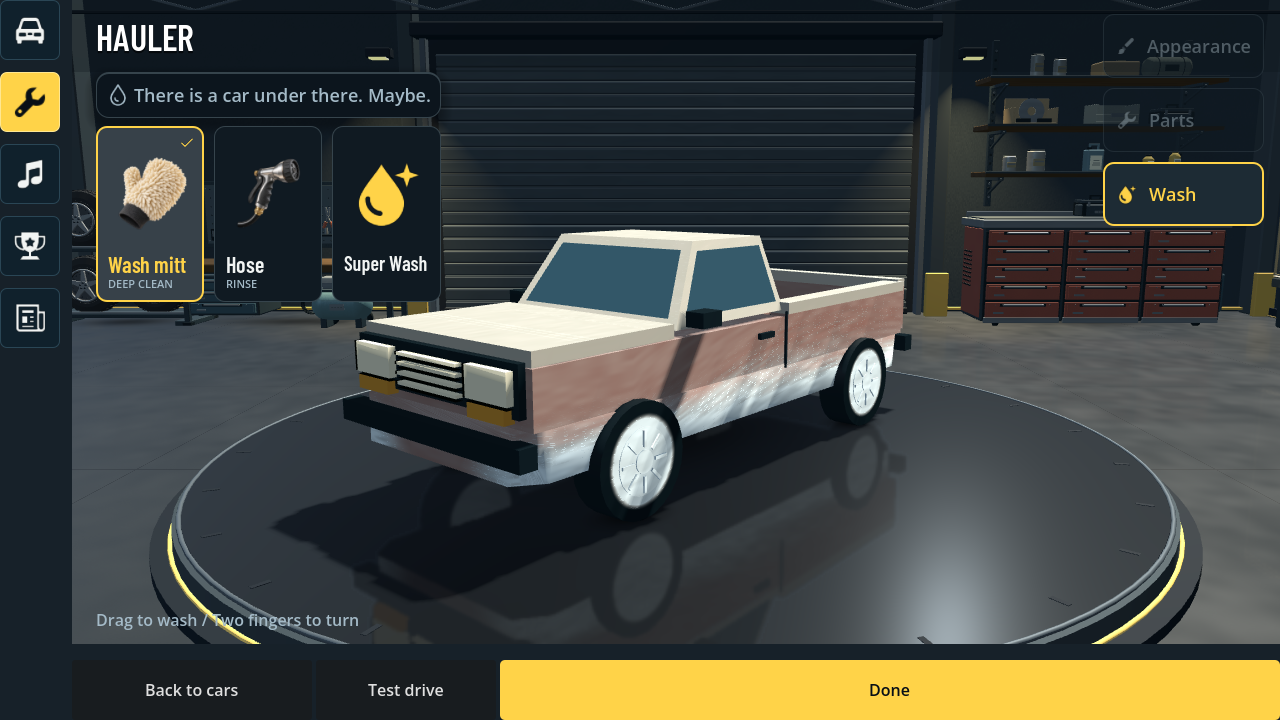 HAULER
There is a car under there. Maybe.
Wash mitt
DEEP CLEAN
Hose
RINSE
Super Wash
Appearance
Parts
Wash
Drag to wash / Two fingers to turn
Back to cars
Test drive
Done